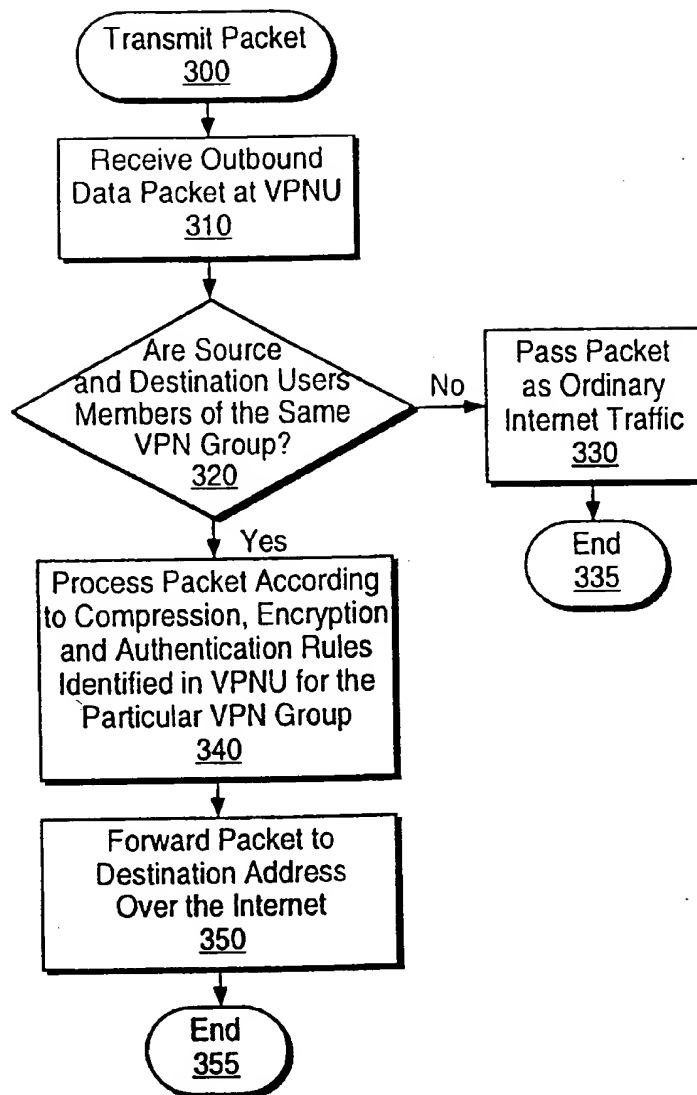 Transmit Packet
300
Receive Outbound
Data Packet at VPNU
310
Are Source
and Destination Users
Members of the Same
VPN Group?
320
No
Pass Packet
as Ordinary
Internet Traffic
330
End
335
Yes
Process Packet According
to Compression, Encryption
and Authentication Rules
Identified in VPNU for the
Particular VPN Group
340
Forward Packet to
Destination Address
Over the Internet
350
End
355